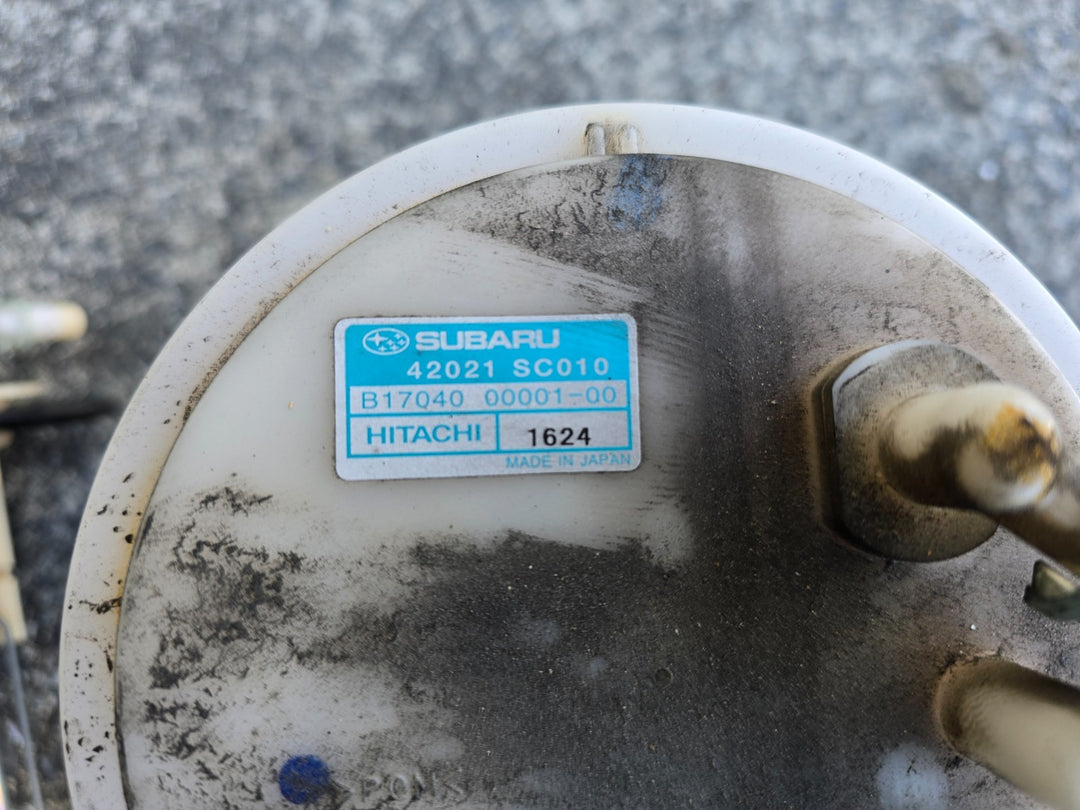 SUBARU
42021 SC010
B17040 00001-00
HITACHI 1624
MADE IN JAPAN